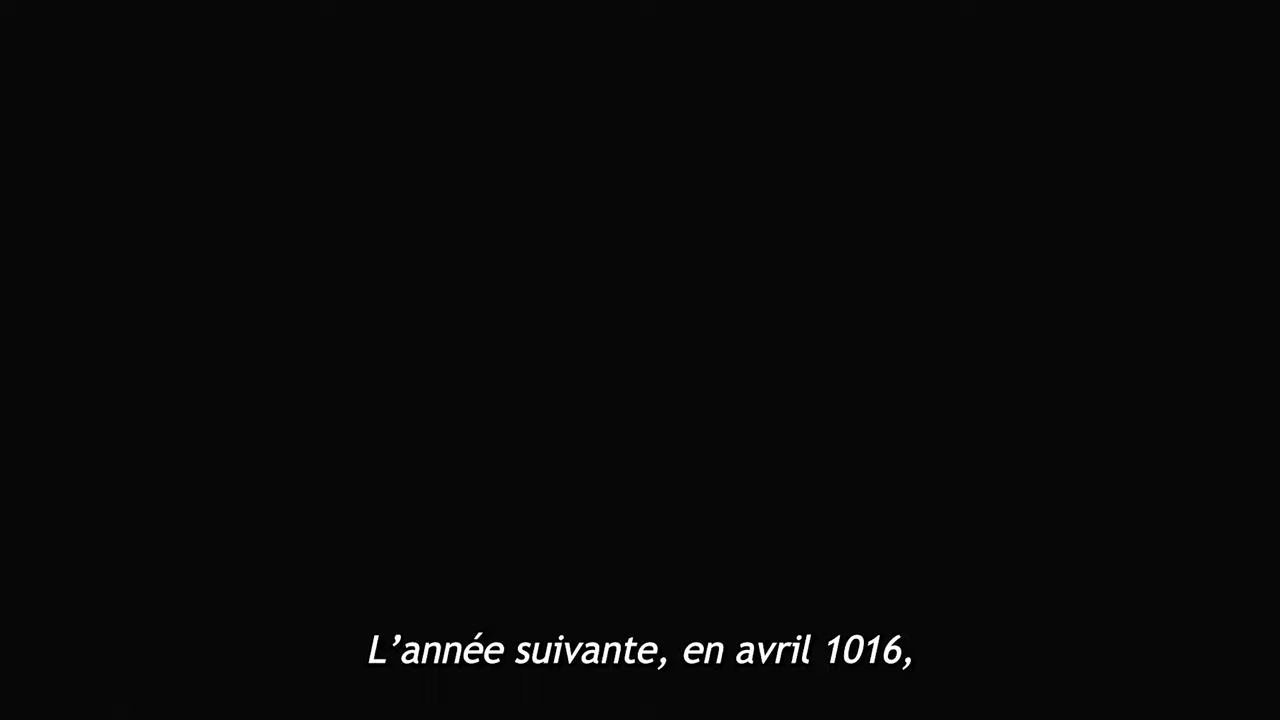 L’année suivante, en avril 1016,